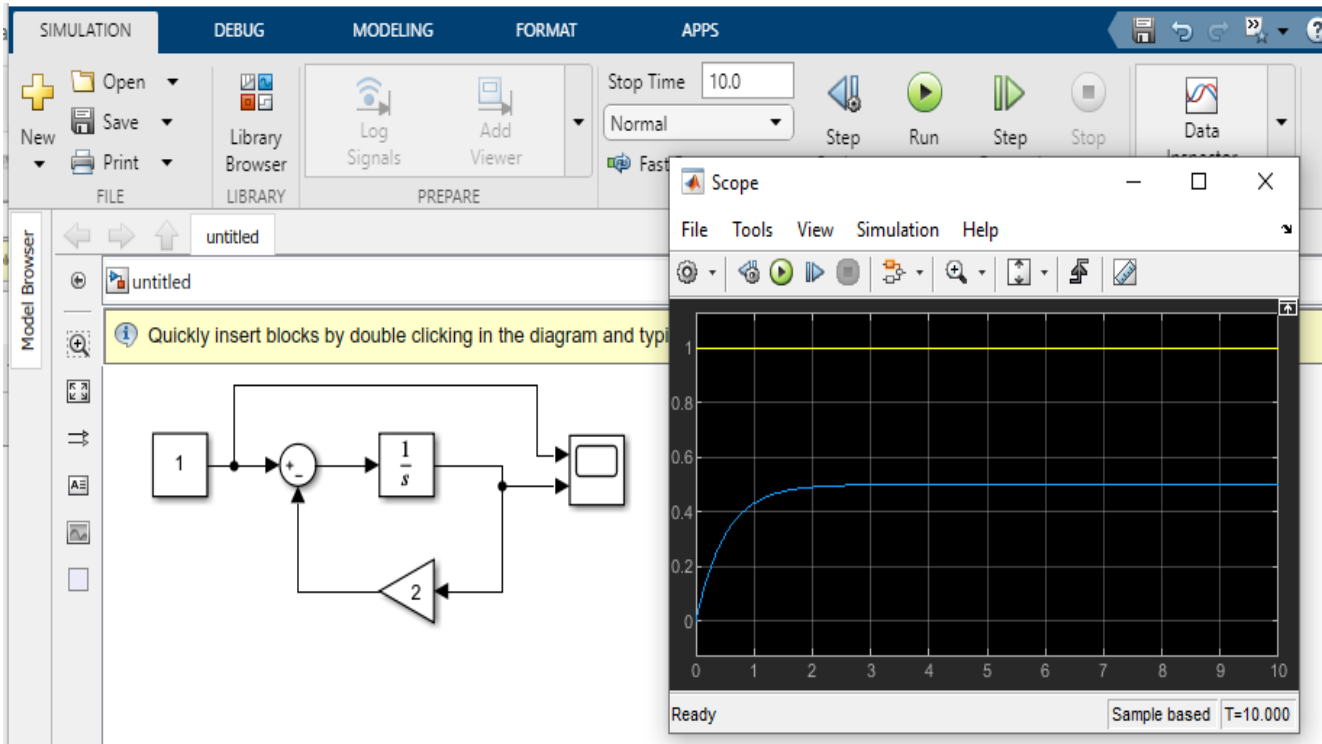 SIMULATION DEBUG MODELING FORMAT APPS
New
Open
Save
Print
FILE
Library
Browser
LIBRARY
Log
Signals
Add
Viewer
PREPARE
Stop Time 10.0
Normal
Fast
Step
Run
Step
Stop
Data
Model Browser
untitled
untitled
Quickly insert blocks by double clicking in the diagram and typi
1
+
−
1
s
2
Scope
File Tools View Simulation Help
1
0.8
0.6
0.4
0.2
0
0 1 2 3 4 5 6 7 8 9 10
Ready
Sample based T=10.000